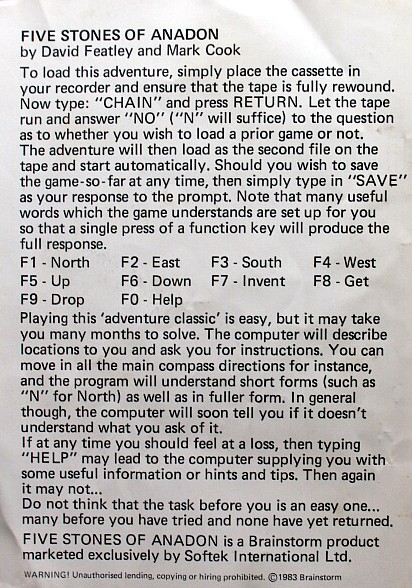 FIVE STONES OF ANADON
by David Featley and Mark Cook
To load this adventure, simply place the cassette in
your recorder and ensure that the tape is fully rewound.
Now type: "CHAIN" and press RETURN. Let the tape
run and answer "NO" ("N" will suffice) to the question
as to whether you wish to load a prior game or not.
The adventure will then load as the second file on the
tape and start automatically. Should you wish to save
the game-so-far at any time, then simply type in "SAVE"
as your response to the prompt. Note that many useful
words which the game understands are set up for you
so that a single press of a function key will produce the
full response.
F1 - North F2 - East F3 - South F4 - West
F5 - Up F6 - Down F7 - Invent F8 - Get
F9 - Drop F0 - Help
Playing this 'adventure classic' is easy, but it may take
you many months to solve. The computer will describe
locations to you and ask you for instructions. You can
move in all the main compass directions for instance,
and the program will understand short forms (such as
"N" for North) as well as in fuller form. In general
though, the computer will soon tell you if it doesn't
understand what you ask of it.
If at any time you should feel at a loss, then typing
"HELP" may lead to the computer supplying you with
some useful information or hints and tips. Then again
it may not...
Do not think that the task before you is an easy one...
many before you have tried and none have yet returned.
FIVE STONES OF ANADON is a Brainstorm product
marketed exclusively by Softek International Ltd.
WARNING! Unauthorised lending, copying or hiring prohibited. ©1983 Brainstorm